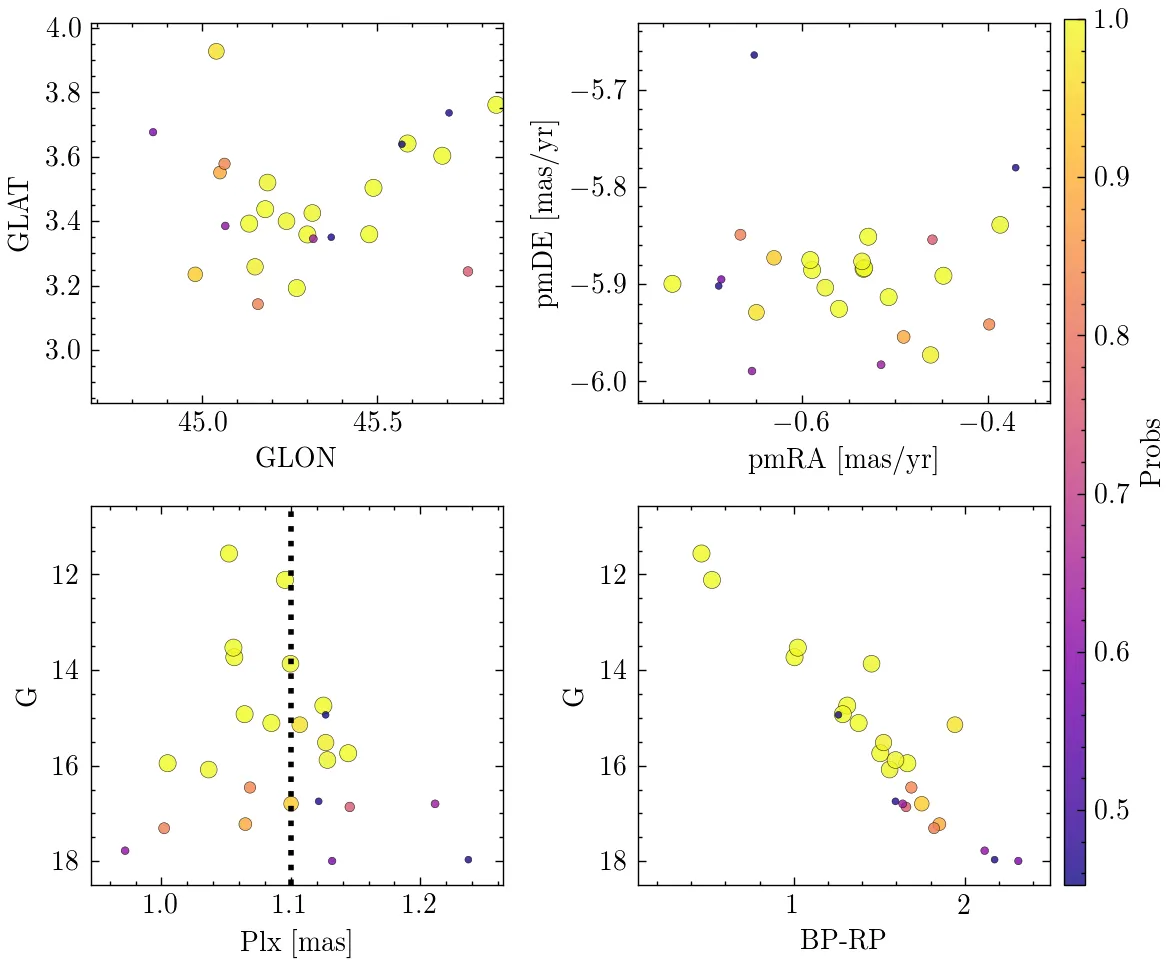 4.0
3.8
3.6
3.4
3.2
3.0
GLAT
45.0 45.5
GLON
−5.7
−5.8
−5.9
−6.0
pmDE [mas/yr]
−0.6 −0.4
pmRA [mas/yr]
12
14
16
18
G
1.0 1.1 1.2
Plx [mas]
12
14
16
18
G
1 2
BP-RP
1.0
0.9
0.8
0.7
0.6
0.5
Probs